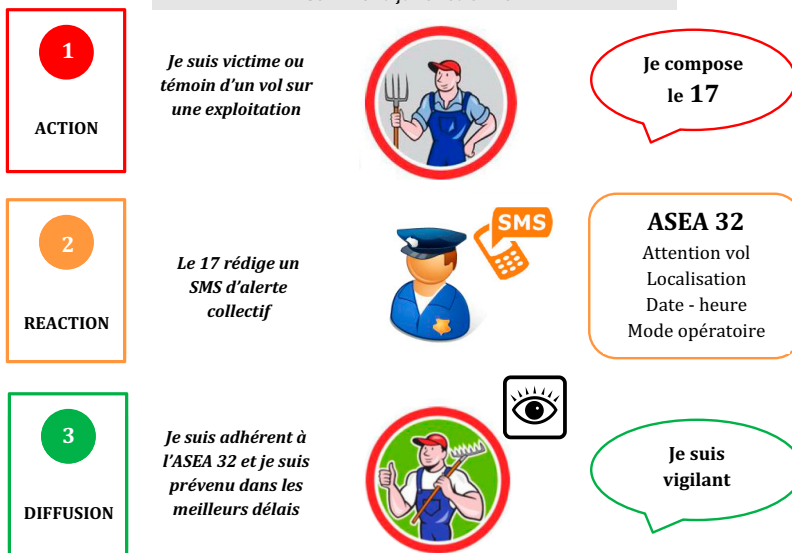 1
ACTION
Je suis victime ou
témoin d'un vol sur
une exploitation
Je compose
le 17
2
REACTION
Le 17 rédige un
SMS d'alerte
collectif
SMS
ASEA 32
Attention vol
Localisation
Date - heure
Mode opératoire
3
DIFFUSION
Je suis adhérent à
l'ASEA 32 et je suis
prévenu dans les
meilleurs délais
Je suis
vigilant